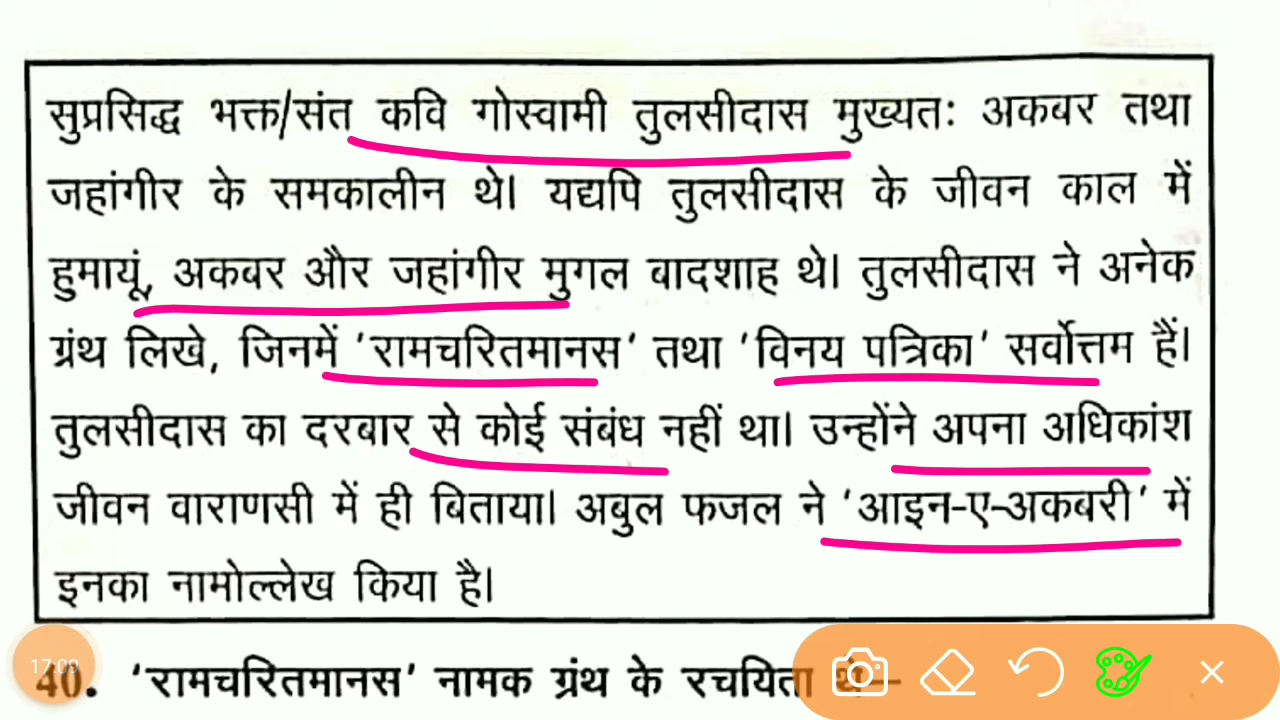 सुप्रसिद्ध भक्त/संत कवि गोस्वामी तुलसीदास मुख्यतः अकबर तथा
जहांगीर के समकालीन थे। यद्यपि तुलसीदास के जीवन काल में
हुमायूं, अकबर और जहांगीर मुगल बादशाह थे। तुलसीदास ने अनेक
ग्रंथ लिखे, जिनमें ‘रामचरितमानस’ तथा ‘विनय पत्रिका’ सर्वोत्तम हैं।
तुलसीदास का दरबार से कोई संबंध नहीं था। उन्होंने अपना अधिकांश
जीवन वाराणसी में ही बिताया। अबुल फजल ने ‘आइन-ए-अकबरी’ में
इनका नामोल्लेख किया है।
17:09
40. ‘रामचरितमानस’ नामक ग्रंथ के रचयिता थे—